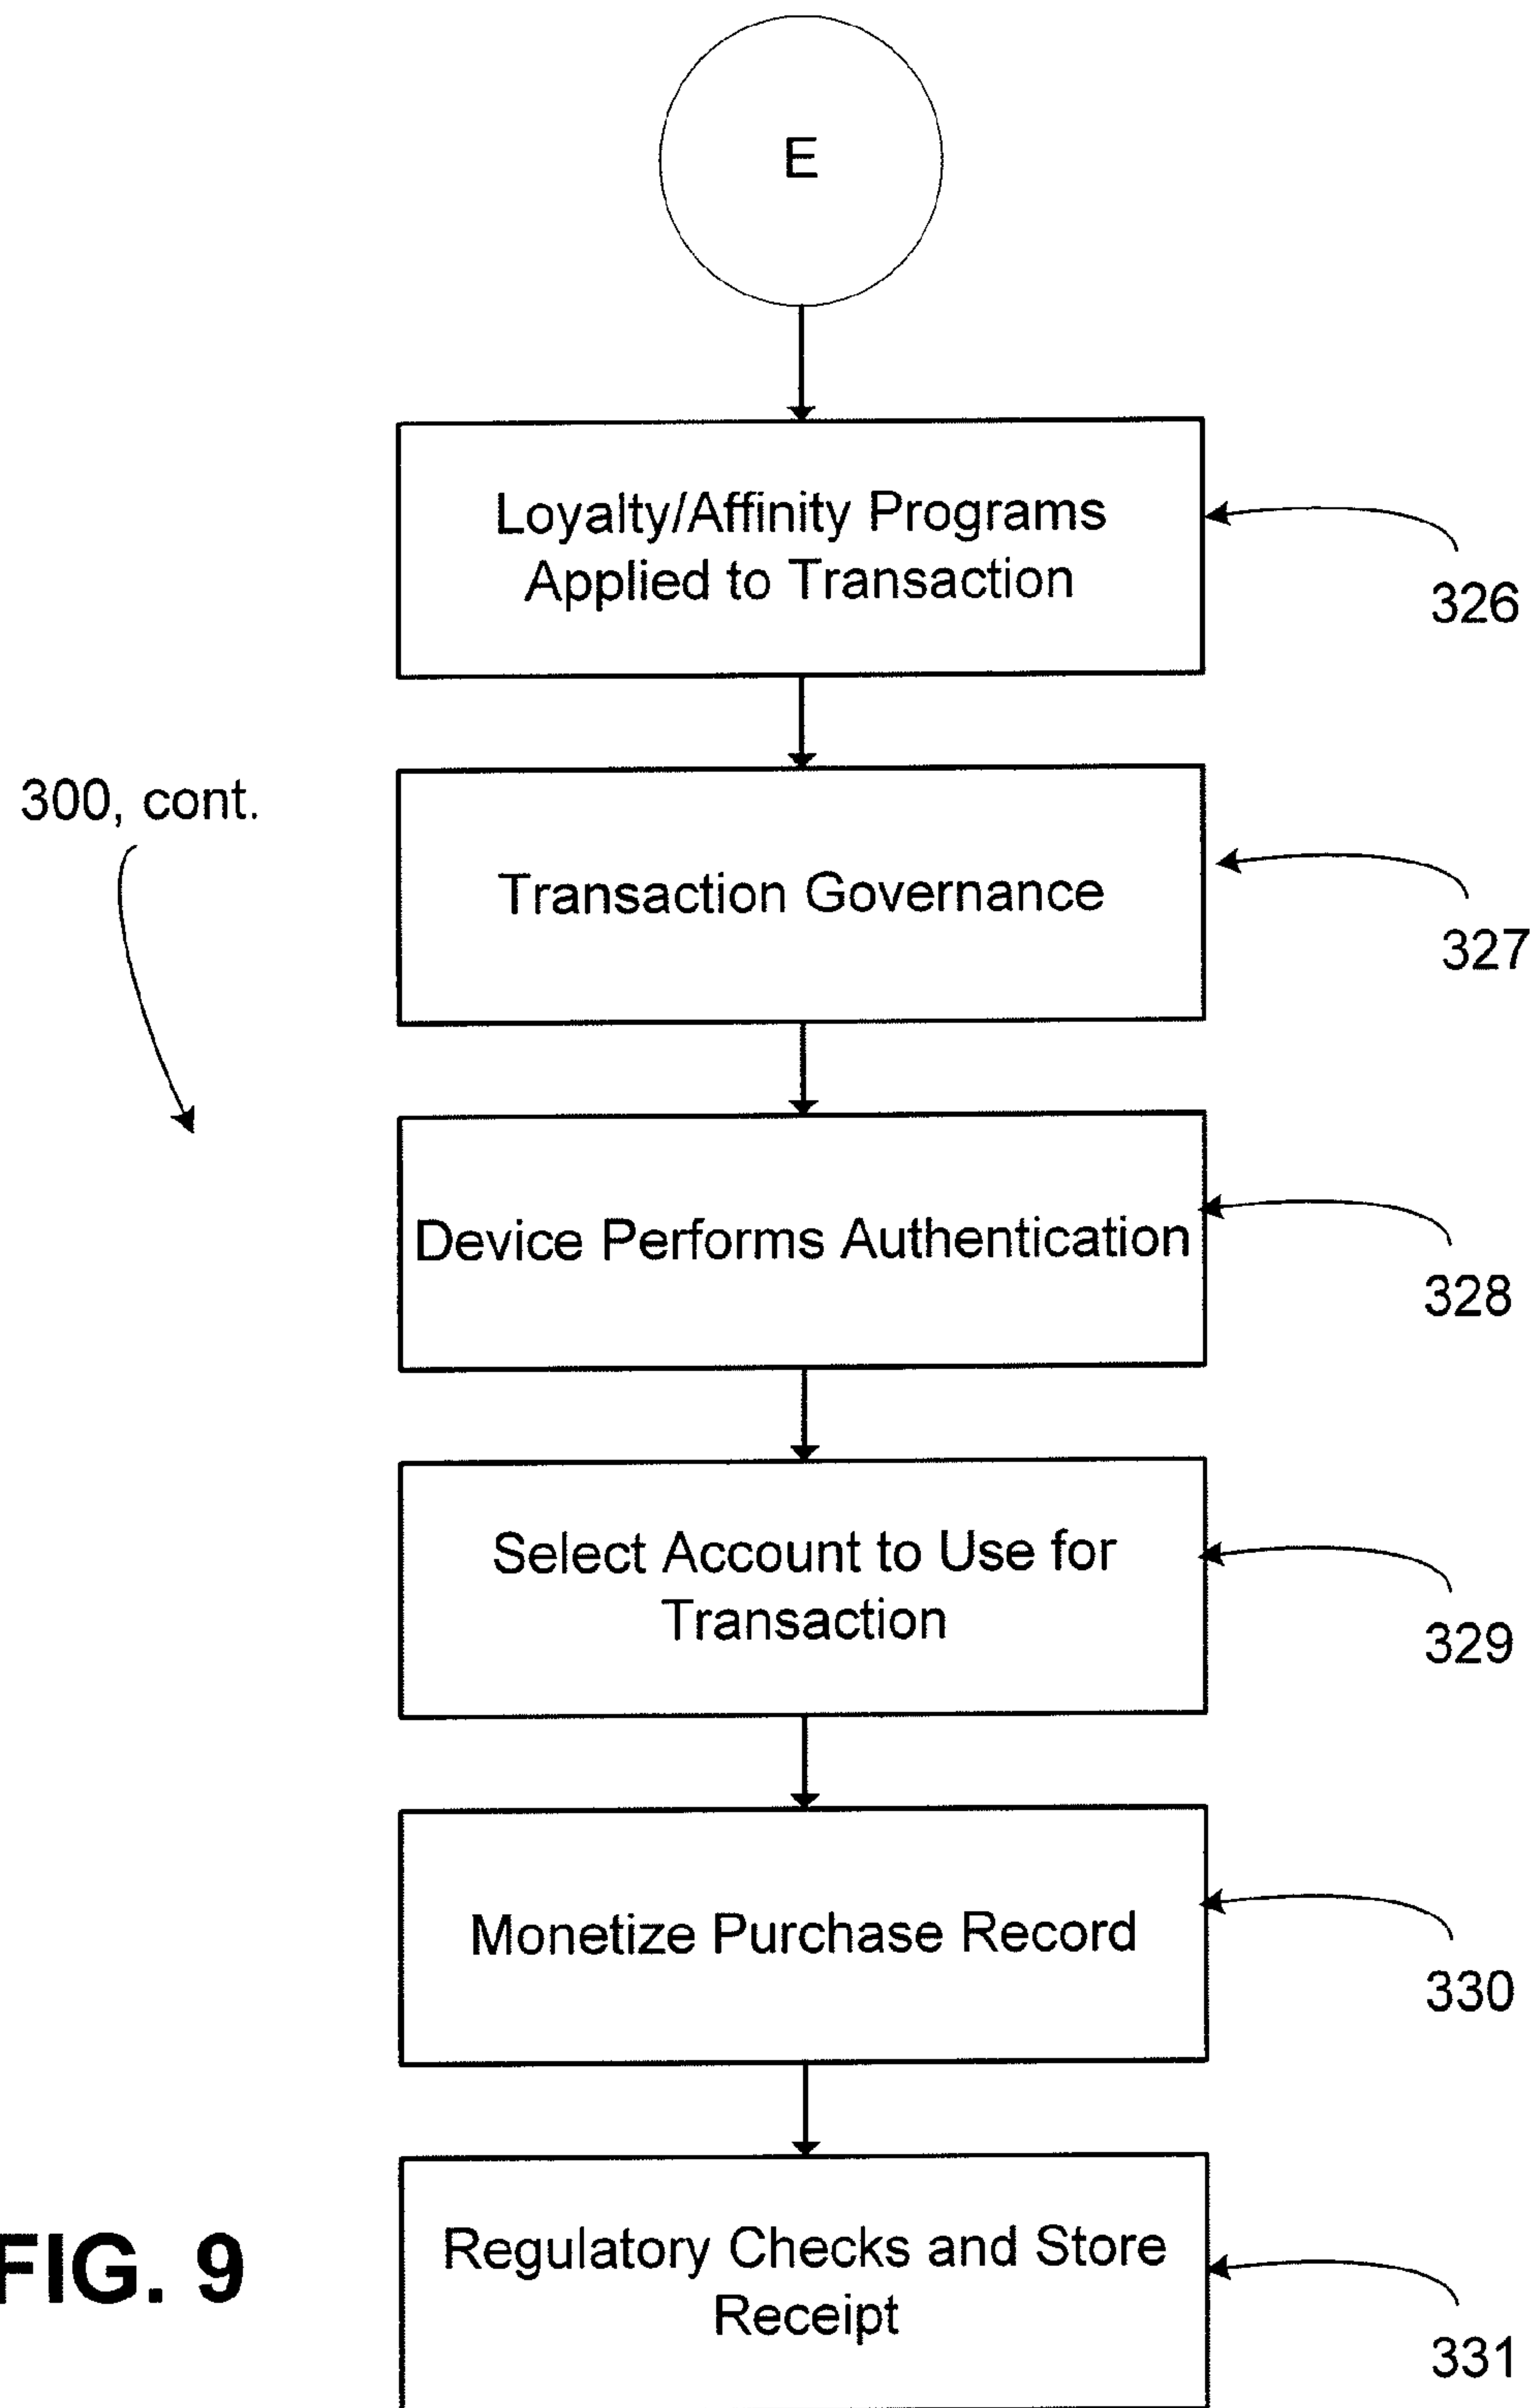 E
Loyalty/Affinity Programs
Applied to Transaction
326
300, cont.
Transaction Governance
327
Device Performs Authentication
328
Select Account to Use for
Transaction
329
Monetize Purchase Record
330
Regulatory Checks and Store
Receipt
331
FIG. 9